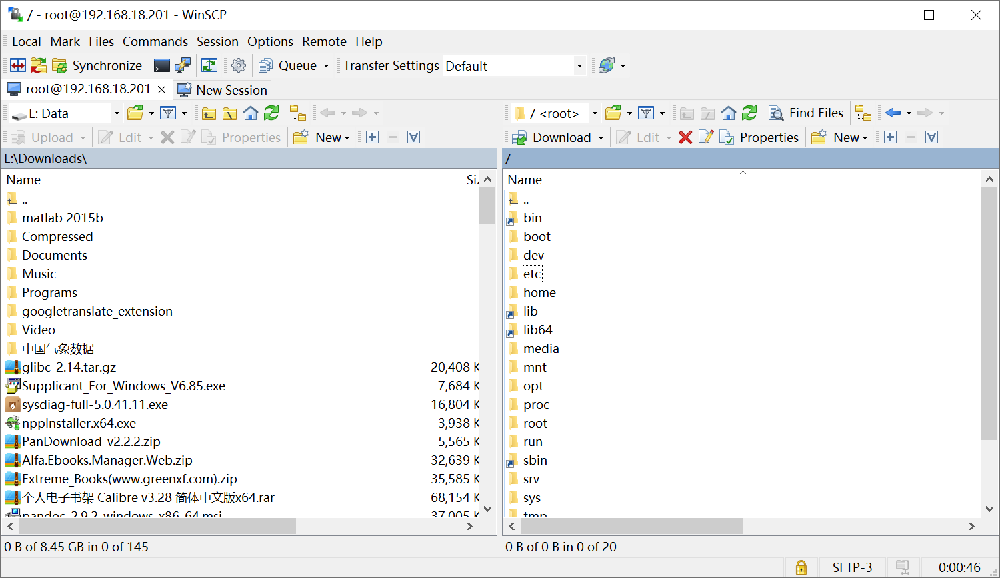 / - root@192.168.18.201 - WinSCP
Local Mark Files Commands Session Options Remote Help
Synchronize Queue Transfer Settings Default
root@192.168.18.201 New Session
E: Data
Upload Edit Properties New
E:\Downloads\
Name Siz
..
matlab 2015b
Compressed
Documents
Music
Programs
googletranslate_extension
Video
中国气象数据
glibc-2.14.tar.gz 20,408 K
Supplicant_For_Windows_V6.85.exe 7,684 K
sysdiag-full-5.0.41.11.exe 16,804 K
npplnstaller.x64.exe 3,938 K
PanDownload_v2.2.2.zip 5,565 K
Alfa.Ebooks.Manager.Web.zip 32,639 K
Extreme_Books(www.greenxf.com).zip 35,585 K
个人电子书架 Calibre v3.28 简体中文版x64.rar 68,154 K
pandoc-2.9.2-windows-x86_64.msi 37,005 K
0 B of 8.45 GB in 0 of 145
/ <root> Find Files
Download Edit Properties New
/
Name
..
bin
boot
dev
etc
home
lib
lib64
media
mnt
opt
proc
root
run
sbin
srv
sys
tmp
0 B of 0 B in 0 of 20
SFTP-3 0:00:46